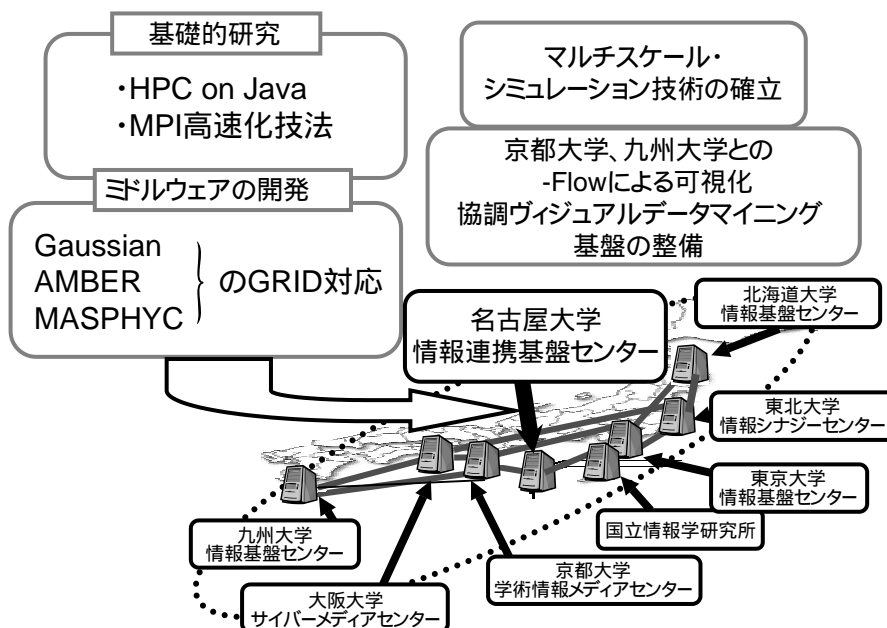 基礎的研究
・HPC on Java
・MPI高速化技法
ミドルウェアの開発
Gaussian
AMBER
MASPHYC
のGRID対応
マルチスケール・
シミュレーション技術の確立
京都大学、九州大学との
-Flowによる可視化
協調ヴィジュアルデータマイニング
基盤の整備
名古屋大学
情報連携基盤センター
北海道大学
情報基盤センター
東北大学
情報シナジーセンター
東京大学
情報基盤センター
国立情報学研究所
京都大学
学術情報メディアセンター
大阪大学
サイバーメディアセンター
九州大学
情報基盤センター